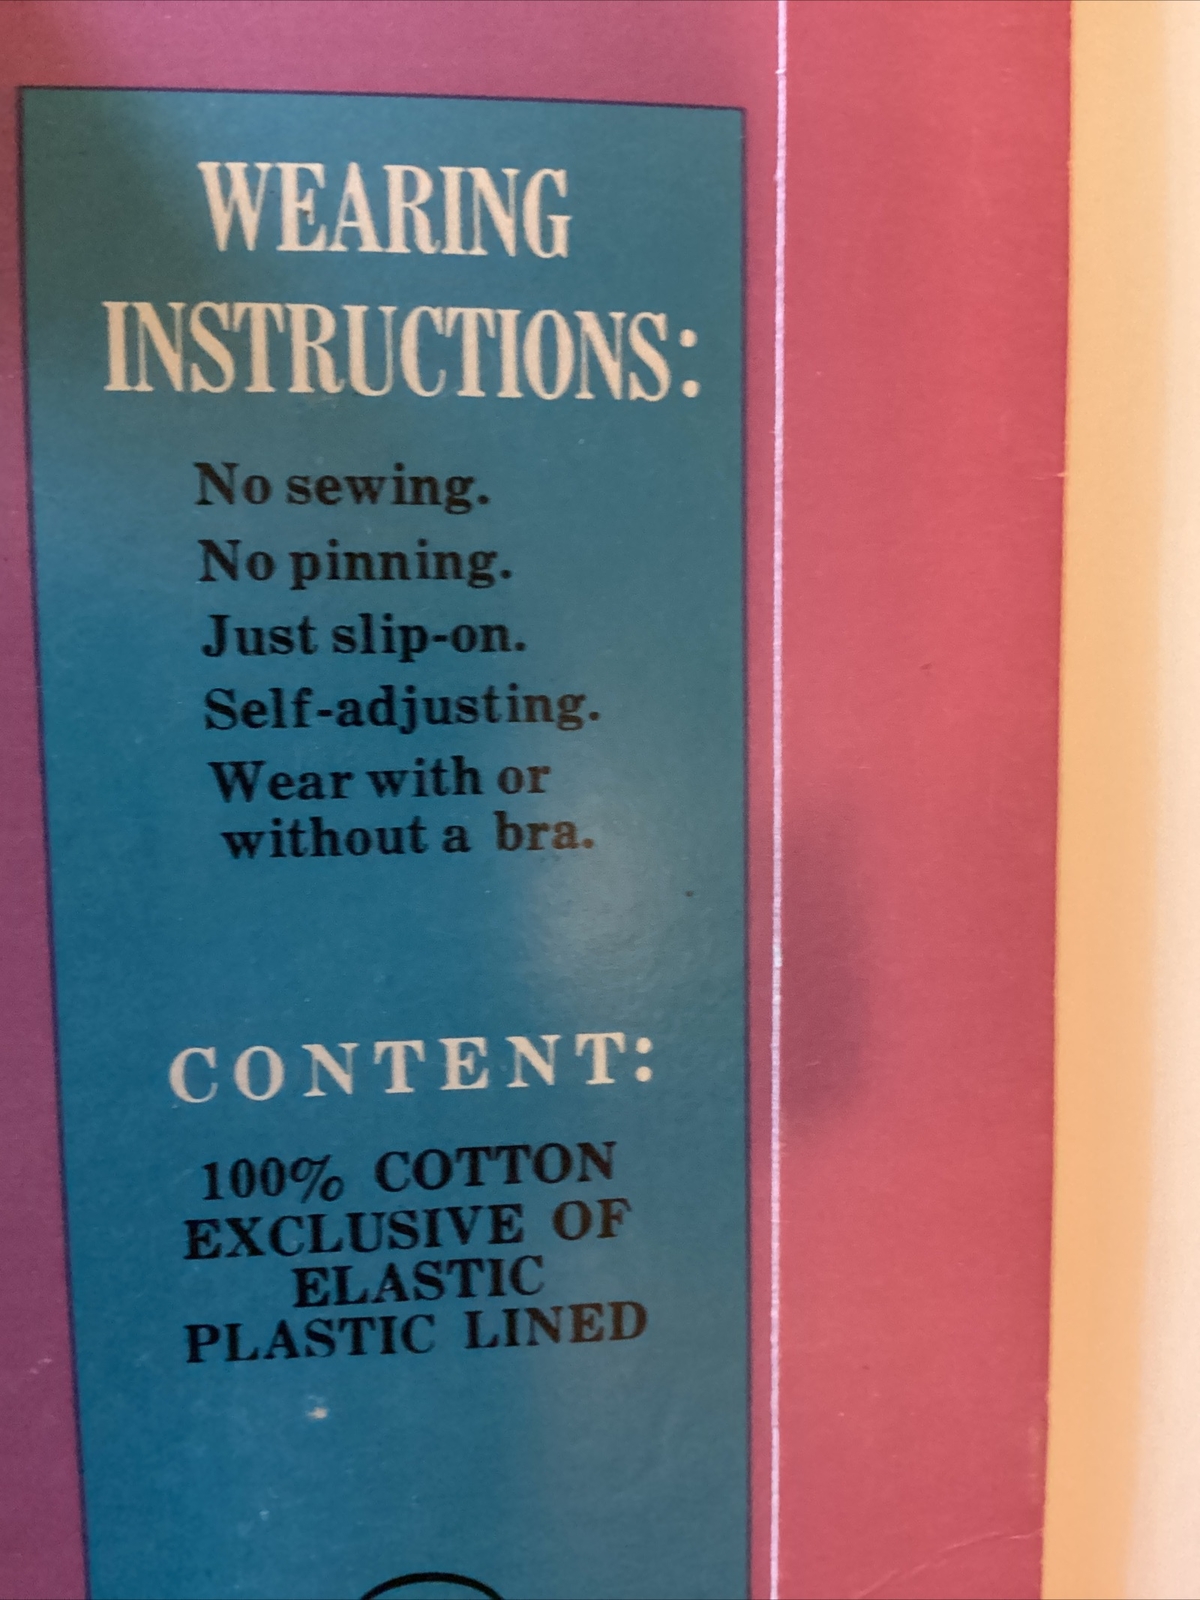 WEARING
INSTRUCTIONS:
No sewing.
No pinning.
Just slip-on.
Self-adjusting.
Wear with or
without a bra.
CONTENT:
100% COTTON
EXCLUSIVE OF
ELASTIC
PLASTIC LINED